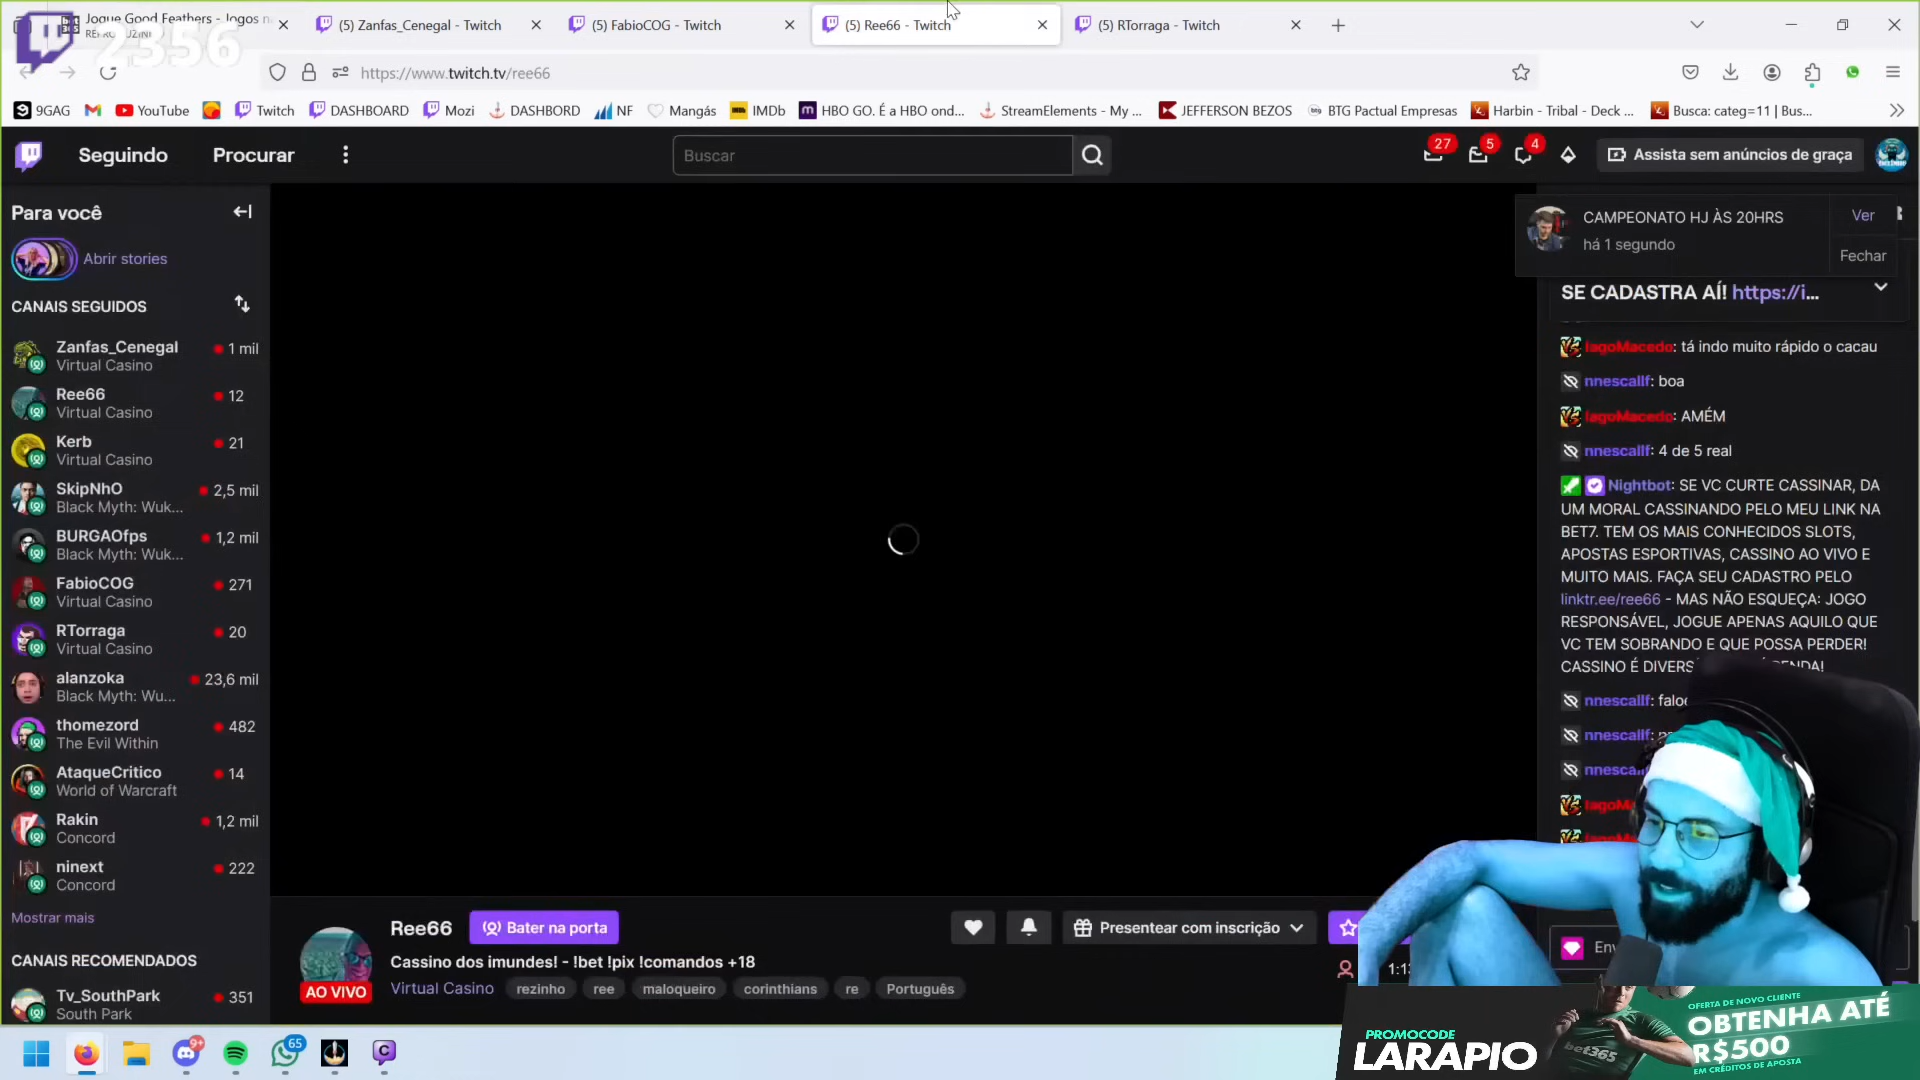 Jogue Good Feathers - Jogos n
2356
(5) Zanfas_Cenegal - Twitch
(5) FabioCOG - Twitch
(5) Ree66 - Twitch
(5) RTorraga - Twitch
https://www.twitch.tv/ree66
9GAG
YouTube
Twitch
DASHBOARD
Mozi
DASHBORD
NF
Mangás
IMDb
HBO GO. É a HBO ond...
StreamElements - My ...
JEFFERSON BEZOS
BTG Pactual Empresas
Harbin - Tribal - Deck ...
Busca: categ=11 | Bus...
Seguindo
Procurar
Buscar
27
5
4
Assista sem anúncios de graça
Para você
Abrir stories
CANAIS SEGUIDOS
Zanfas_Cenegal
1 mil
Virtual Casino
Ree66
12
Virtual Casino
Kerb
21
Virtual Casino
SkipNhO
2,5 mil
Black Myth: Wuk...
BURGAOfps
1,2 mil
Black Myth: Wuk...
FabioCOG
271
Virtual Casino
RTorraga
20
Virtual Casino
alanzoka
23,6 mil
Black Myth: Wu...
thomezord
482
The Evil Within
AtaqueCritico
14
World of Warcraft
Rakin
1,2 mil
Concord
ninext
222
Concord
Mostrar mais
CANAIS RECOMENDADOS
Tv_SouthPark
351
South Park
CAMPEONATO HJ ÀS 20HRS
há 1 segundo
Ver
Fechar
SE CADASTRA AÍ! https://i...
IagoMacedo: tá indo muito rápido o cacau
nnescallf: boa
IagoMacedo: AMÉM
nnescallf: 4 de 5 real
Nightbot: SE VC CURTE CASSINAR, DA
UM MORAL CASSINANDO PELO MEU LINK NA
BET7. TEM OS MAIS CONHECIDOS SLOTS,
APOSTAS ESPORTIVAS, CASSINO AO VIVO E
MUITO MAIS. FAÇA SEU CADASTRO PELO
linktr.ee/ree66 - MAS NÃO ESQUEÇA: JOGO
RESPONSÁVEL, JOGUE APENAS AQUILO QUE
VC TEM SOBRANDO E QUE POSSA PERDER!
CASSINO É
nnescallf:
nnescallf:
Ree66
Bater na porta
Presentear com inscrição
Cassino dos imundes! - !bet !pix !comandos +18
AO VIVO
Virtual Casino
rezinho
ree
maloqueiro
corinthians
re
Português
9+
65
PROMOCODE
LARAPIO
bet365
OFERTA DE NOVO CLIENTE
OBTENHA ATÉ
R$500
EM CRÉDITOS DE APOSTA